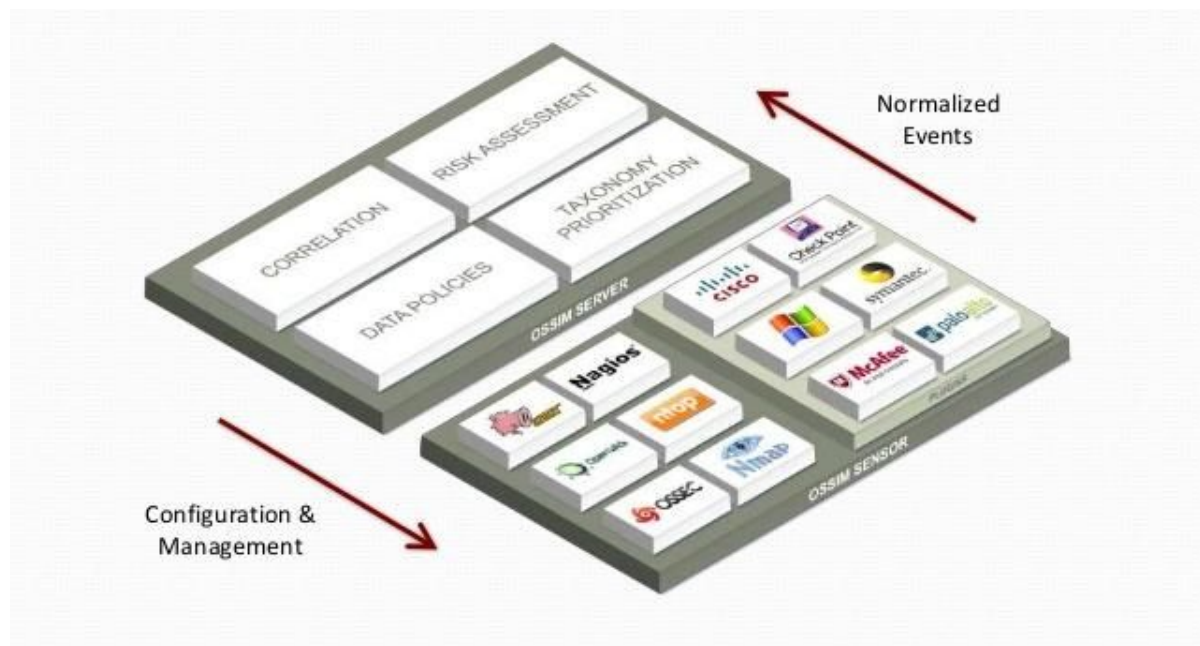 RISK ASSESSMENT
CORRELATION
TAXONOMY
PRIORITIZATION
DATA POLICIES
OSSIM SERVER
Normalized
Events
Check Point
CISCO
symantec.
paloalto
McAfee
Nagios
ntop
OpenVAS
Nmap
OSSEC
OSSIM SENSOR
Configuration &
Management